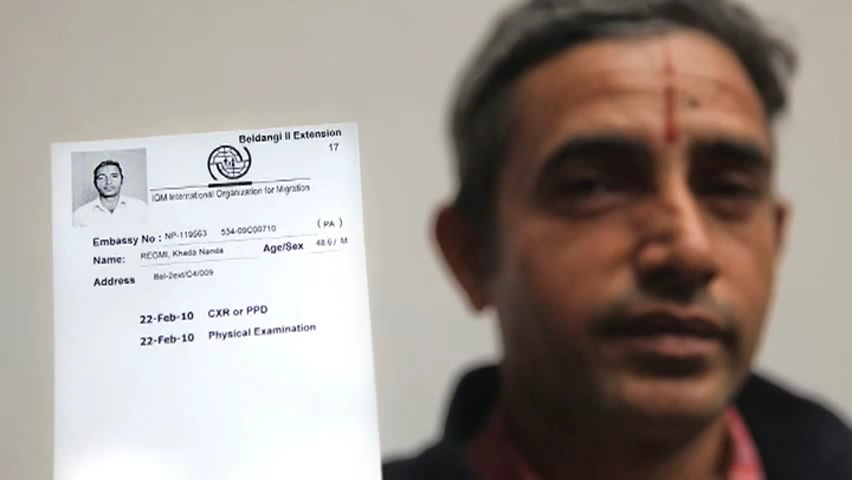 Beldangi II Extension
17
IOM International Organization for Migration
Embassy No : NP-119563 534-09C00710 (PA)
Name: REGMI, Khada Nanda Age/Sex 48.6 / M
Address Bel-2ext/C4/009
22-Feb-10 CXR or PPD
22-Feb-10 Physical Examination